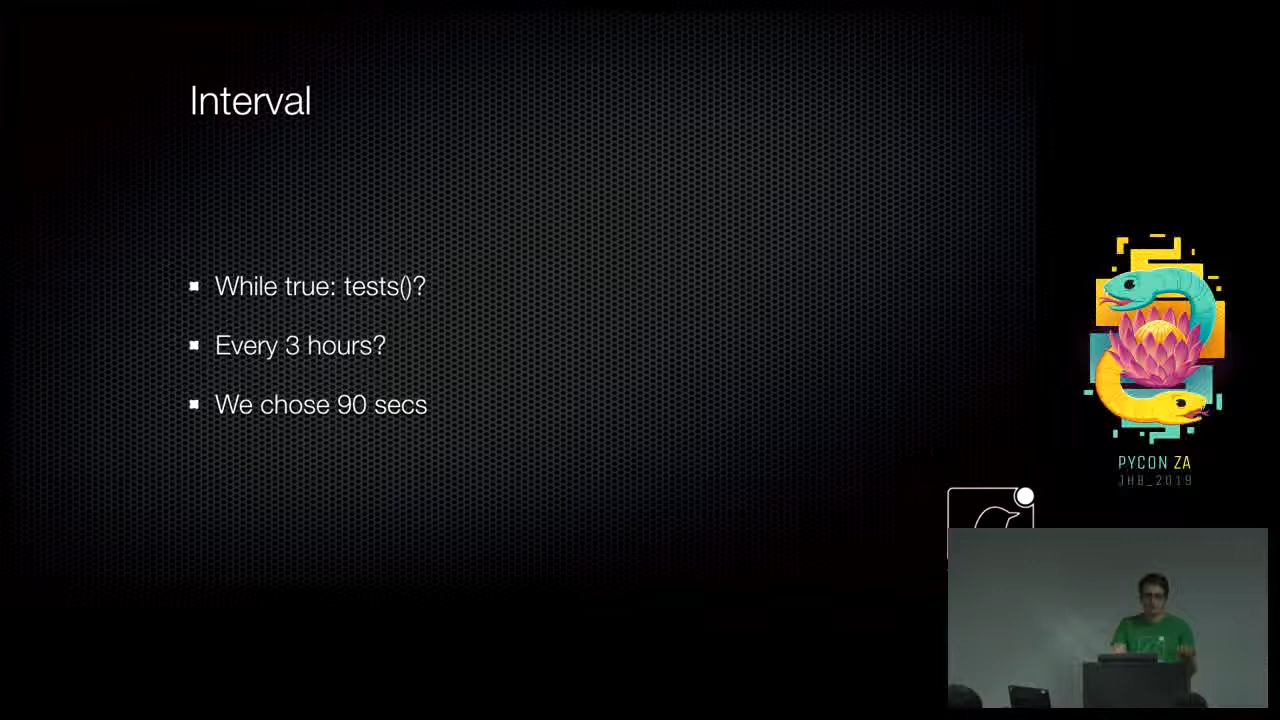 Interval
While true: tests()?
Every 3 hours?
We chose 90 secs
PYCON ZA
JHB_2019